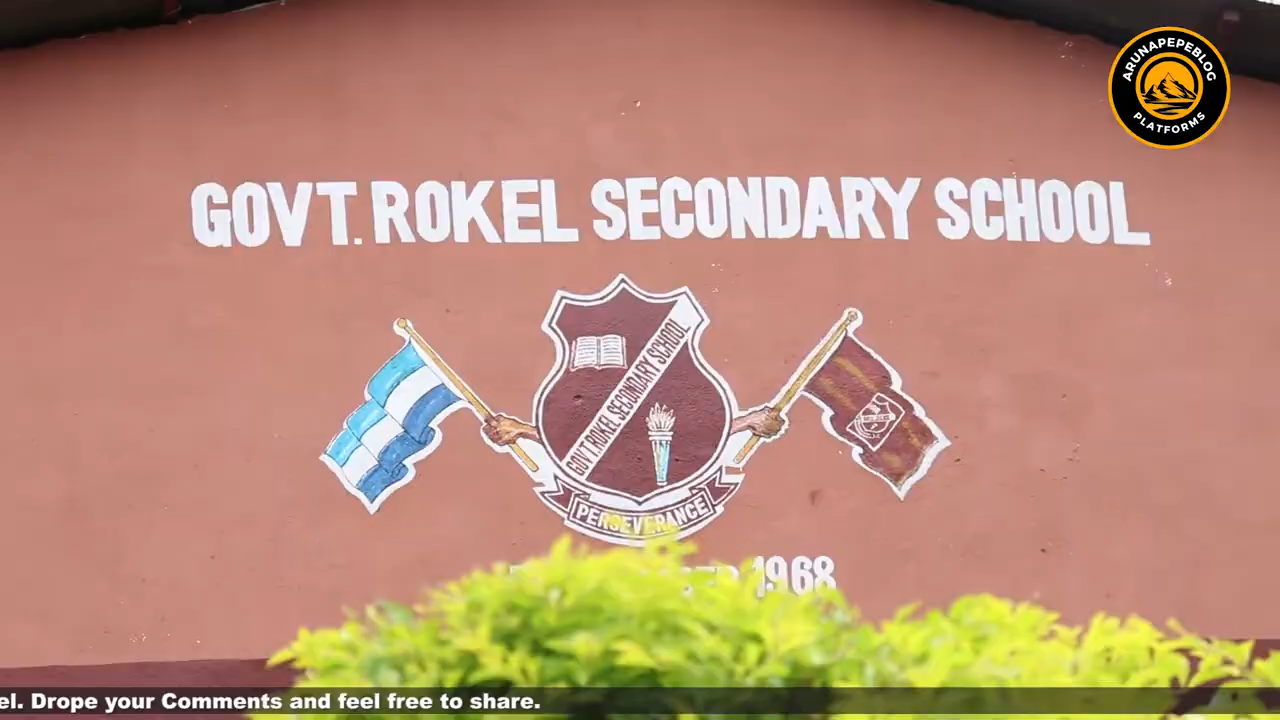 ARUNAPEPEBLOG
PLATFORMS
GOVT. ROKEL SECONDARY SCHOOL
GOVT. ROKEL SECONDARY SCHOOL
PERSEVERANCE
1968
el. Drope your Comments and feel free to share.